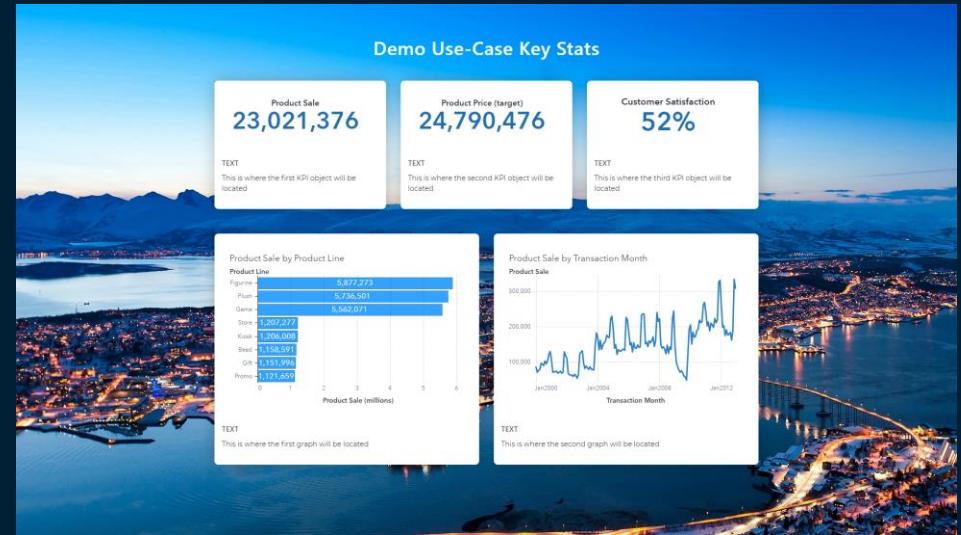 Demo Use-Case Key Stats
Product Sale
23,021,376
TEXT
This is where the first KPI object will be
located
Product Price (target)
24,790,476
TEXT
This is where the second KPI object will be
located
Customer Satisfaction
52%
TEXT
This is where the third KPI object will be
located
Product Sale by Product Line
Product Line
Figurine
5,877,273
Plush
5,736,501
Game
5,562,071
Store
1,207,277
Kiosk
1,206,008
Bead
1,158,591
Gift
1,151,996
Promo
1,121,659
0 1 2 3 4 5 6
Product Sale (millions)
TEXT
This is where the first graph will be located
Product Sale by Transaction Month
Product Sale
300,000
200,000
100,000
Jan2000 Jan2004 Jan2008 Jan2012
Transaction Month
TEXT
This is where the second graph will be located